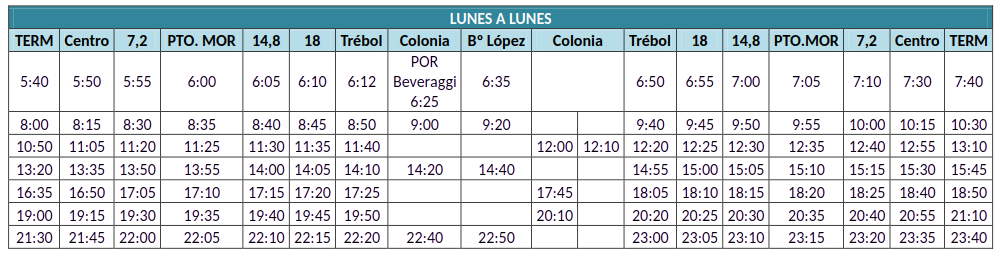 LUNES A LUNES
TERM Centro 7,2 PTO. MOR 14,8 18 Trébol Colonia Bº López Colonia Trébol 18 14,8 PTO.MOR 7,2 Centro TERM
5:40 5:50 5:55 6:00 6:05 6:10 6:12 POR Beveraggi 6:25 6:35 6:50 6:55 7:00 7:05 7:10 7:30 7:40
8:00 8:15 8:30 8:35 8:40 8:45 8:50 9:00 9:20 9:40 9:45 9:50 9:55 10:00 10:15 10:30
10:50 11:05 11:20 11:25 11:30 11:35 11:40 12:00 12:10 12:20 12:25 12:30 12:35 12:40 12:55 13:10
13:20 13:35 13:50 13:55 14:00 14:05 14:10 14:20 14:40 14:55 15:00 15:05 15:10 15:15 15:30 15:45
16:35 16:50 17:05 17:10 17:15 17:20 17:25 17:45 18:05 18:10 18:15 18:20 18:25 18:40 18:50
19:00 19:15 19:30 19:35 19:40 19:45 19:50 20:10 20:20 20:25 20:30 20:35 20:40 20:55 21:10
21:30 21:45 22:00 22:05 22:10 22:15 22:20 22:40 22:50 23:00 23:05 23:10 23:15 23:20 23:35 23:40